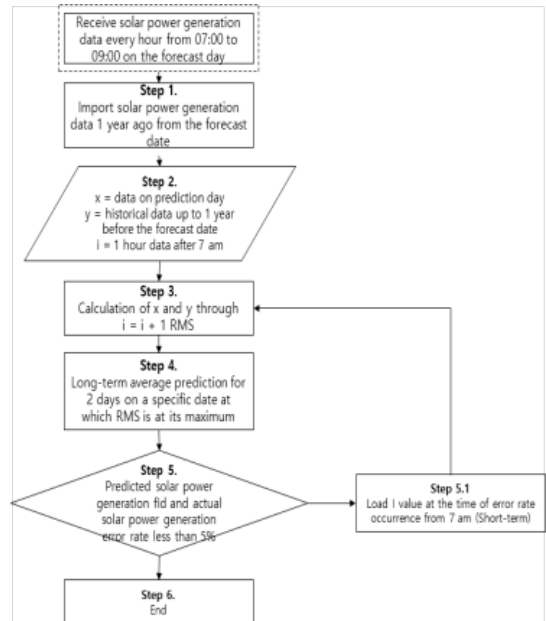 Receive solar power generation
data every hour from 07:00 to
09:00 on the forecast day
Step 1.
Import solar power generation
data 1 year ago from the forecast
date
Step 2.
x = data on prediction day
y = historical data up to 1 year
before the forecast date
i = 1 hour data after 7 am
Step 3.
Calculation of x and y through
i = i + 1 RMS
Step 4.
Long-term average prediction for
2 days on a specific date at
which RMS is at its maximum
Step 5.
Predicted solar power
generation fid and actual
solar power generation
error rate less than 5%
Step 5.1
Load I value at the time of error rate
occurrence from 7 am (Short-term)
Step 6.
End